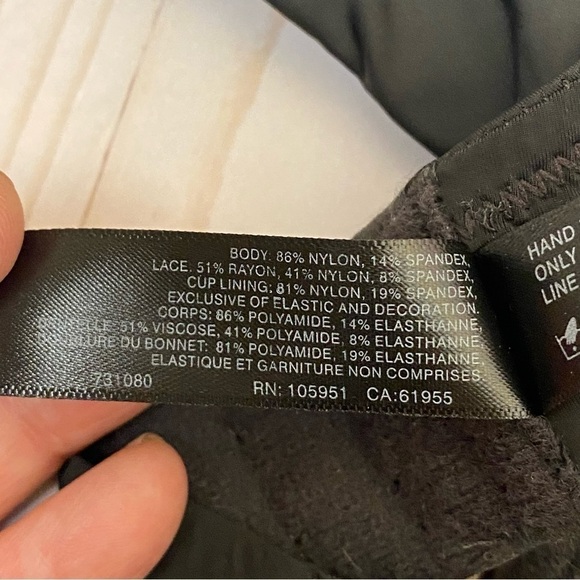 BODY: 86% NYLON, 14% SPANDEX,
LACE. 51% RAYON, 41% NYLON, 8% SPANDEX,
CUP LINING: 81% NYLON, 19% SPANDEX,
EXCLUSIVE OF ELASTIC AND DECORATION.
CORPS: 86% POLYAMIDE, 14% ELASTHANNE,
51% VISCOSE, 41% POLYAMIDE, 8% ELASTHANNE,
DU BONNET: 81% POLYAMIDE, 19% ELASTHANNE,
ELASTIQUE ET GARNITURE NON COMPRISES.
731080 RN: 105951 CA:61955
HAND
ONLY
LINE